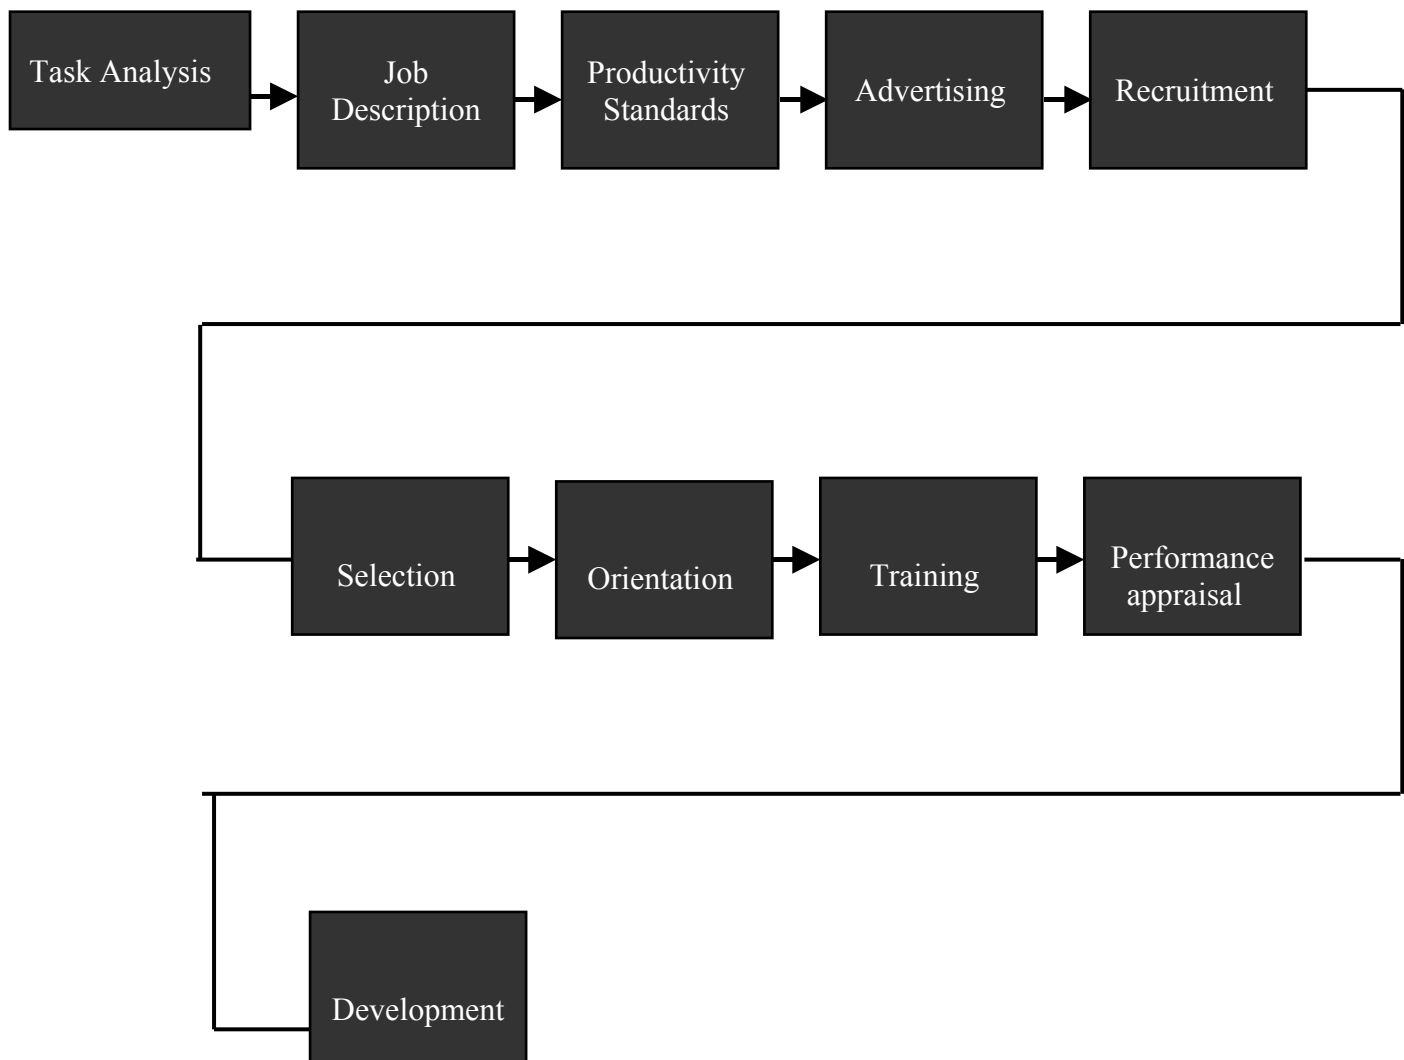 Task Analysis
Job
Description
Productivity
Standards
Advertising
Recruitment
Selection
Orientation
Training
Performance
appraisal
Development